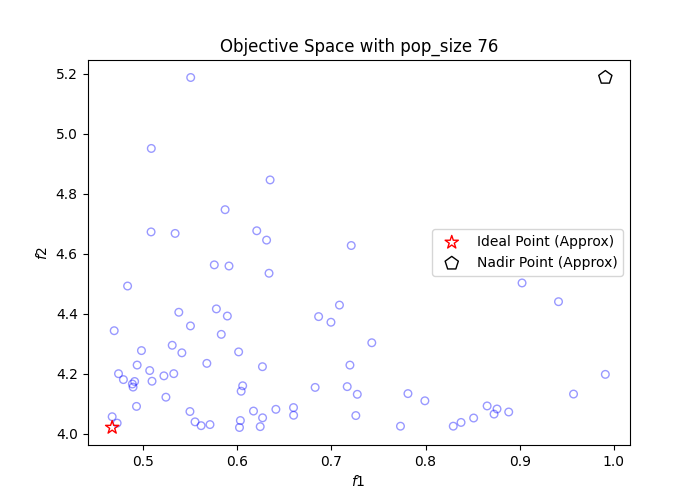 Objective Space with pop_size 76
5.2
5.0
4.8
4.6
4.4
4.2
4.0
f2
Ideal Point (Approx)
Nadir Point (Approx)
0.5 0.6 0.7 0.8 0.9 1.0
f1